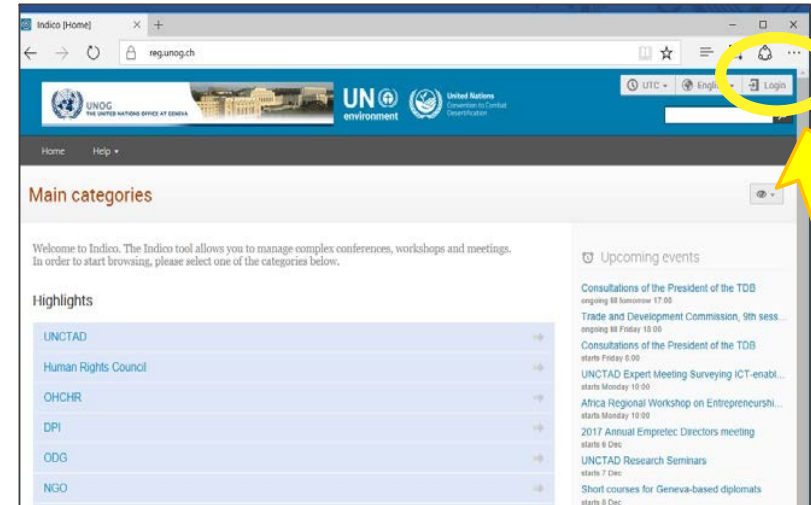 Indico [Home]
reg.unog.ch
UTC
English
Login
UNOG
THE UNITED NATIONS OFFICE AT GENEVA
UN
environment
United Nations
Convention to Combat
Desertification
Home Help
Main categories
Welcome to Indico. The Indico tool allows you to manage complex conferences, workshops and meetings.
In order to start browsing, please select one of the categories below.
Highlights
UNCTAD
Human Rights Council
OHCHR
DPI
ODG
NGO
Upcoming events
Consultations of the President of the TDB
ongoing till tomorrow 17:00
Trade and Development Commission, 9th sess...
ongoing till Friday 18:00
Consultations of the President of the TDB
starts Friday 8:00
UNCTAD Expert Meeting Surveying ICT-enabl...
starts Monday 10:00
Africa Regional Workshop on Entrepreneurshi...
starts Monday 10:00
2017 Annual Empretec Directors meeting
starts 6 Dec
UNCTAD Research Seminars
starts 7 Dec
Short courses for Geneva-based diplomats
starts 8 Dec